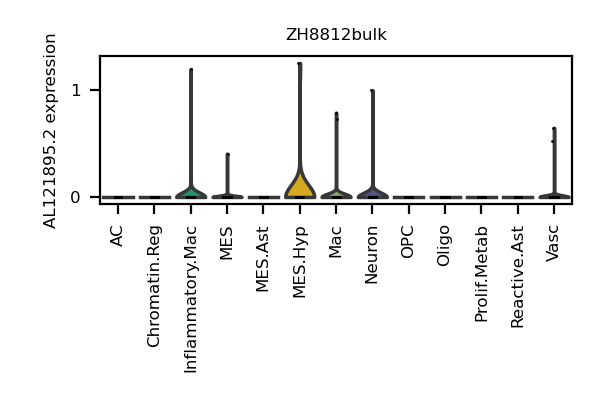 ZH8812bulk
AL121895.2 expression
1
0
AC
Chromatin.Reg
Inflammatory.Mac
MES
MES.Ast
MES.Hyp
Mac
Neuron
OPC
Oligo
Prolif.Metab
Reactive.Ast
Vasc